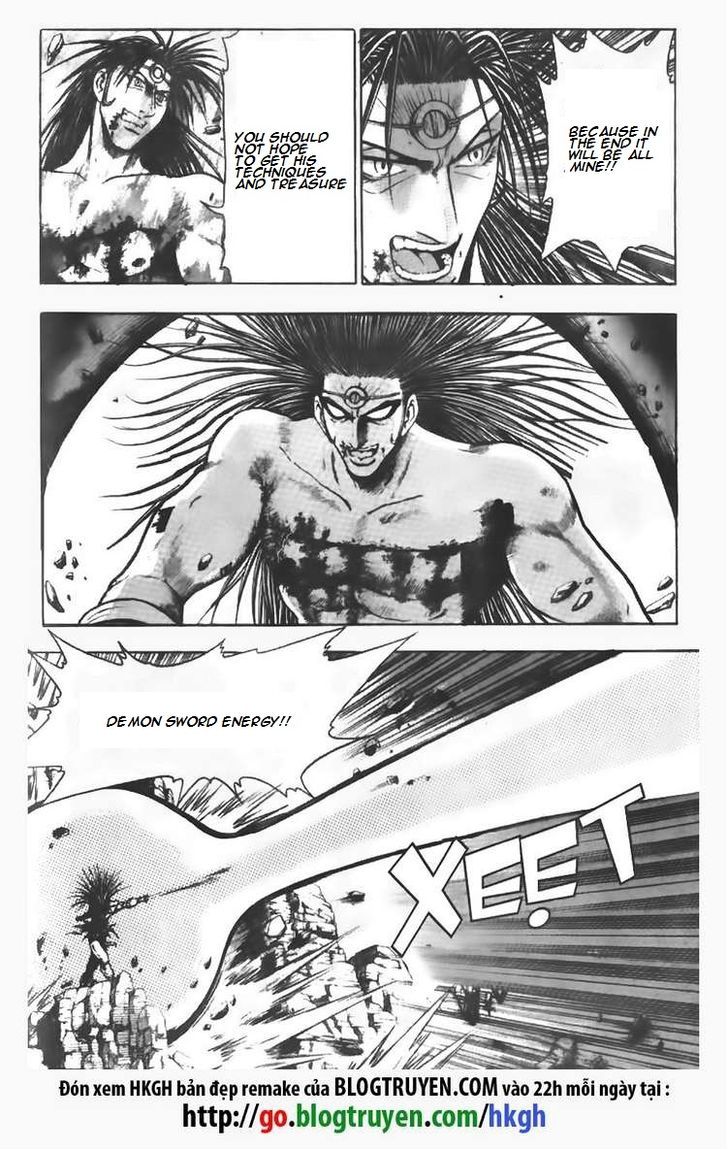 YOU SHOULD
NOT HOPE
TO GET HIS
TECHNIQUES
AND TREASURE
BECAUSE IN
THE END IT
WILL BE ALL
MINE!!
DEMON SWORD ENERGY!!
XẸẸT
Đón xem HKGH bản đẹp remake của BLOGTRUYEN.COM vào 22h mỗi ngày tại :
http://go.blogtruyen.com/hkgh